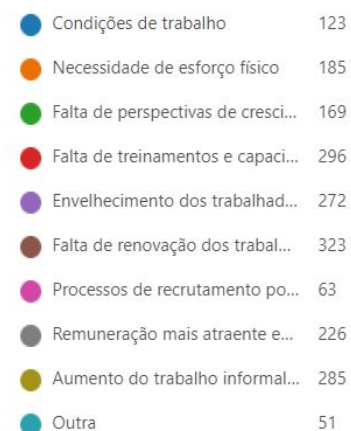 Condições de trabalho 123
Necessidade de esforço físico 185
Falta de perspectivas de cresci... 169
Falta de treinamentos e capaci... 296
Envelhecimento dos trabalhad... 272
Falta de renovação dos trabal... 323
Processos de recrutamento po... 63
Remuneração mais atraente e... 226
Aumento do trabalho informal... 285
Outra 51